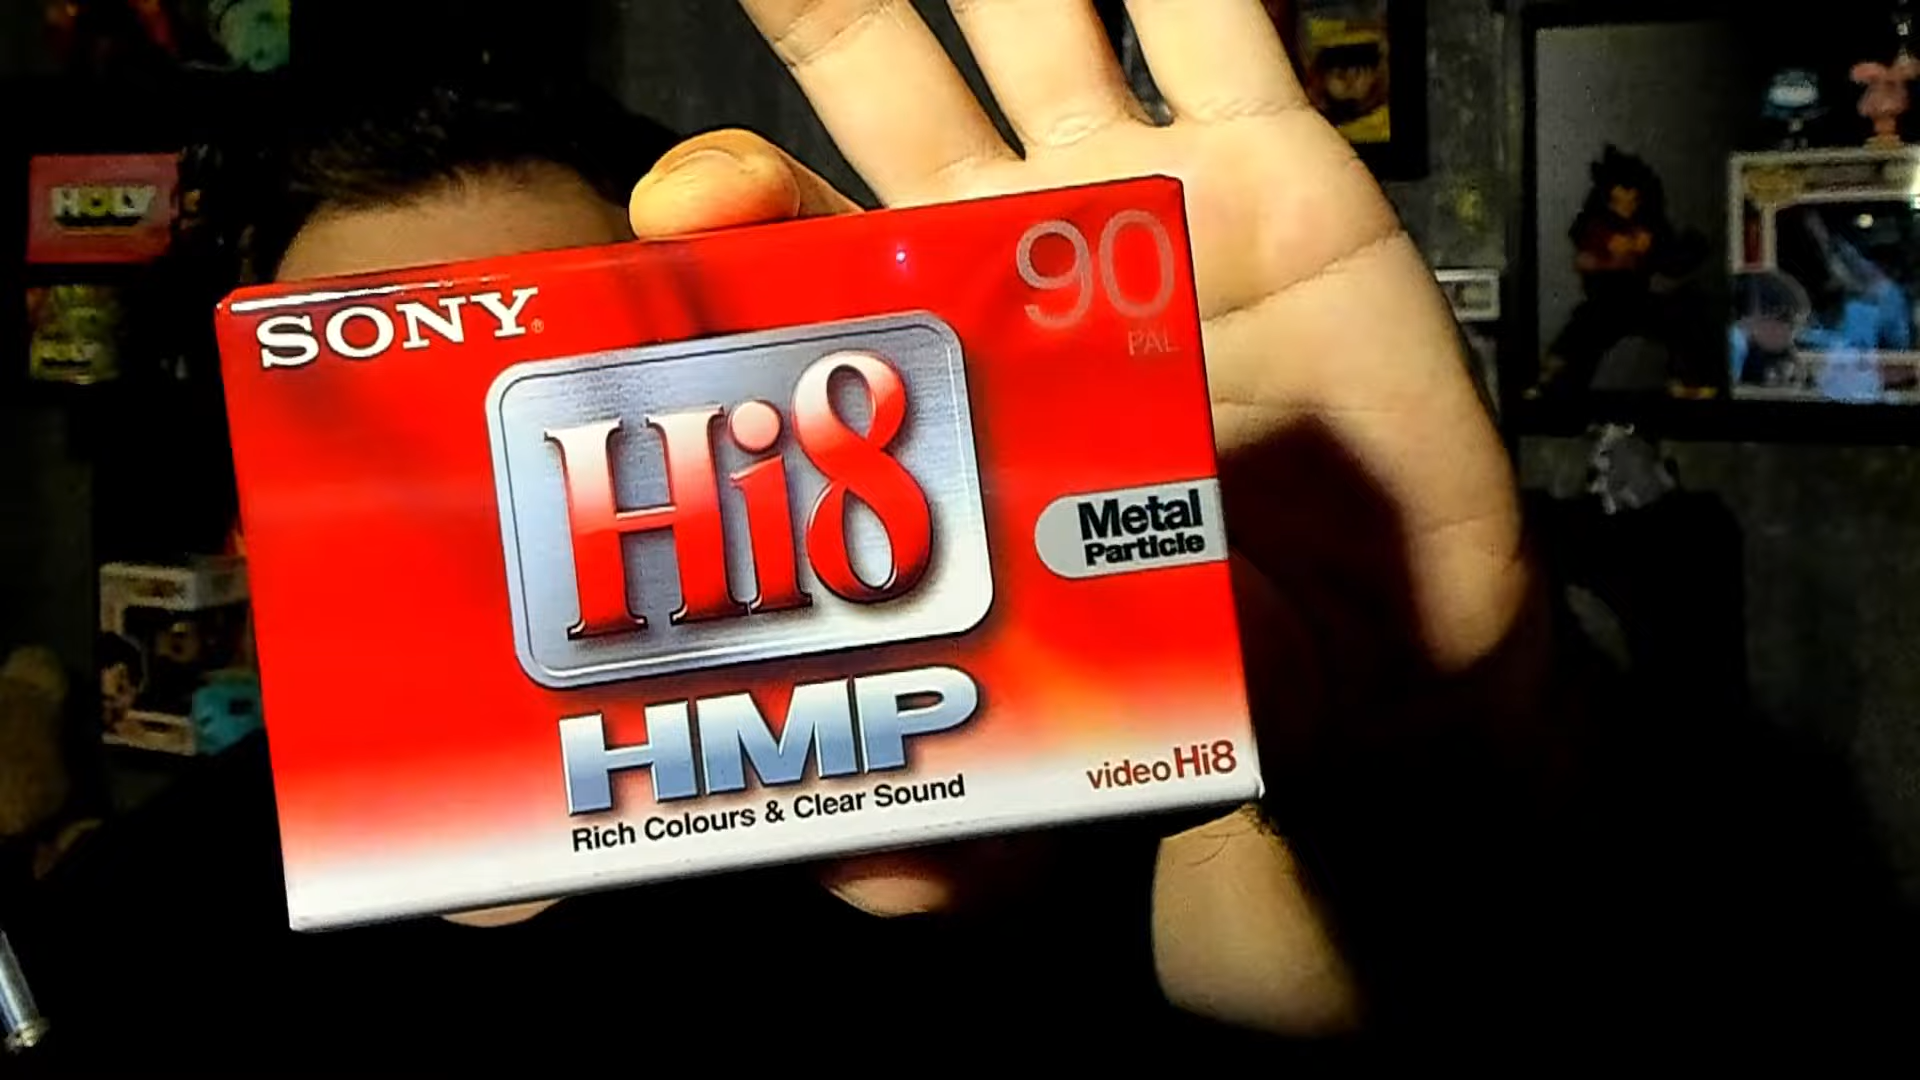 HOLY
SONY®
90
PAL
Hi8
Metal
Particle
HMP
Rich Colours & Clear Sound
video Hi8